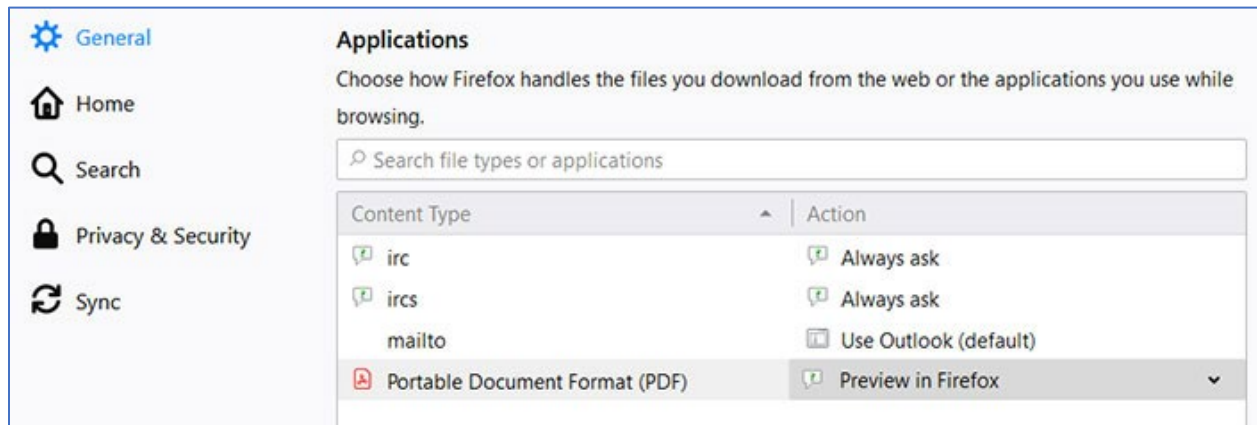 General
Home
Search
Privacy & Security
Sync
Applications
Choose how Firefox handles the files you download from the web or the applications you use while
browsing.
Search file types or applications
Content Type Action
irc Always ask
ircs Always ask
mailto Use Outlook (default)
Portable Document Format (PDF) Preview in Firefox